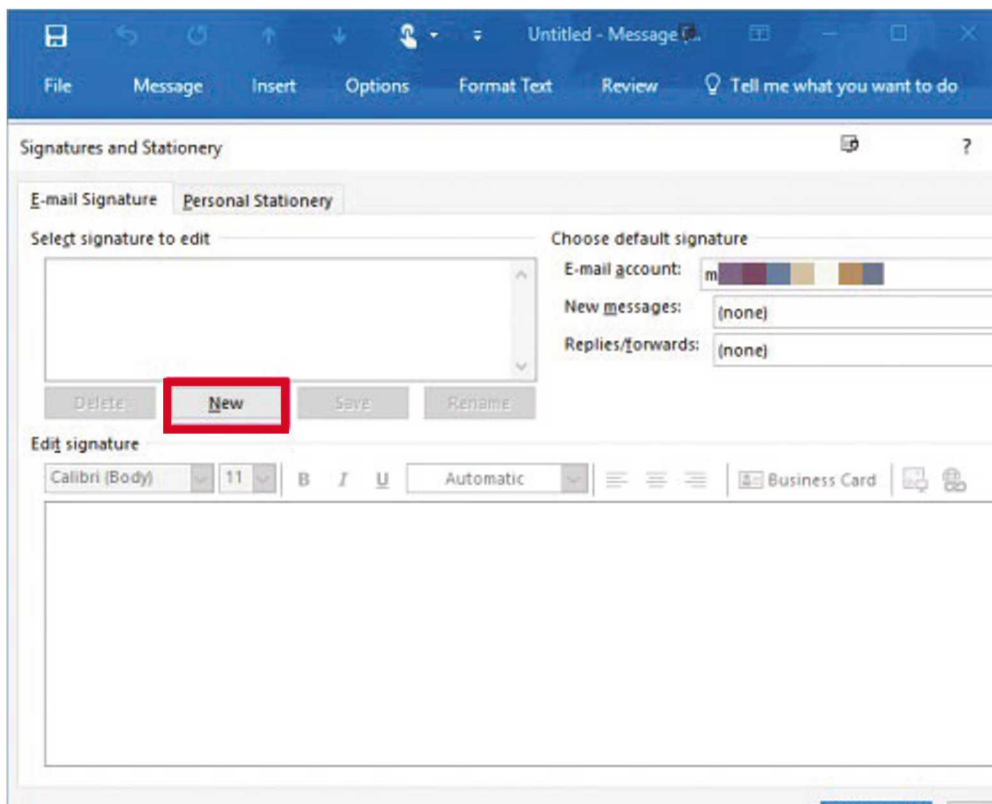 Untitled - Message
File Message Insert Options Format Text Review Tell me what you want to do
Signatures and Stationery ?
E-mail Signature Personal Stationery
Select signature to edit
Choose default signature
E-mail account: m
New messages: (none)
Replies/forwards: (none)
Delete New Save Rename
Edit signature
Calibri (Body) 11 B I U Automatic Business Card